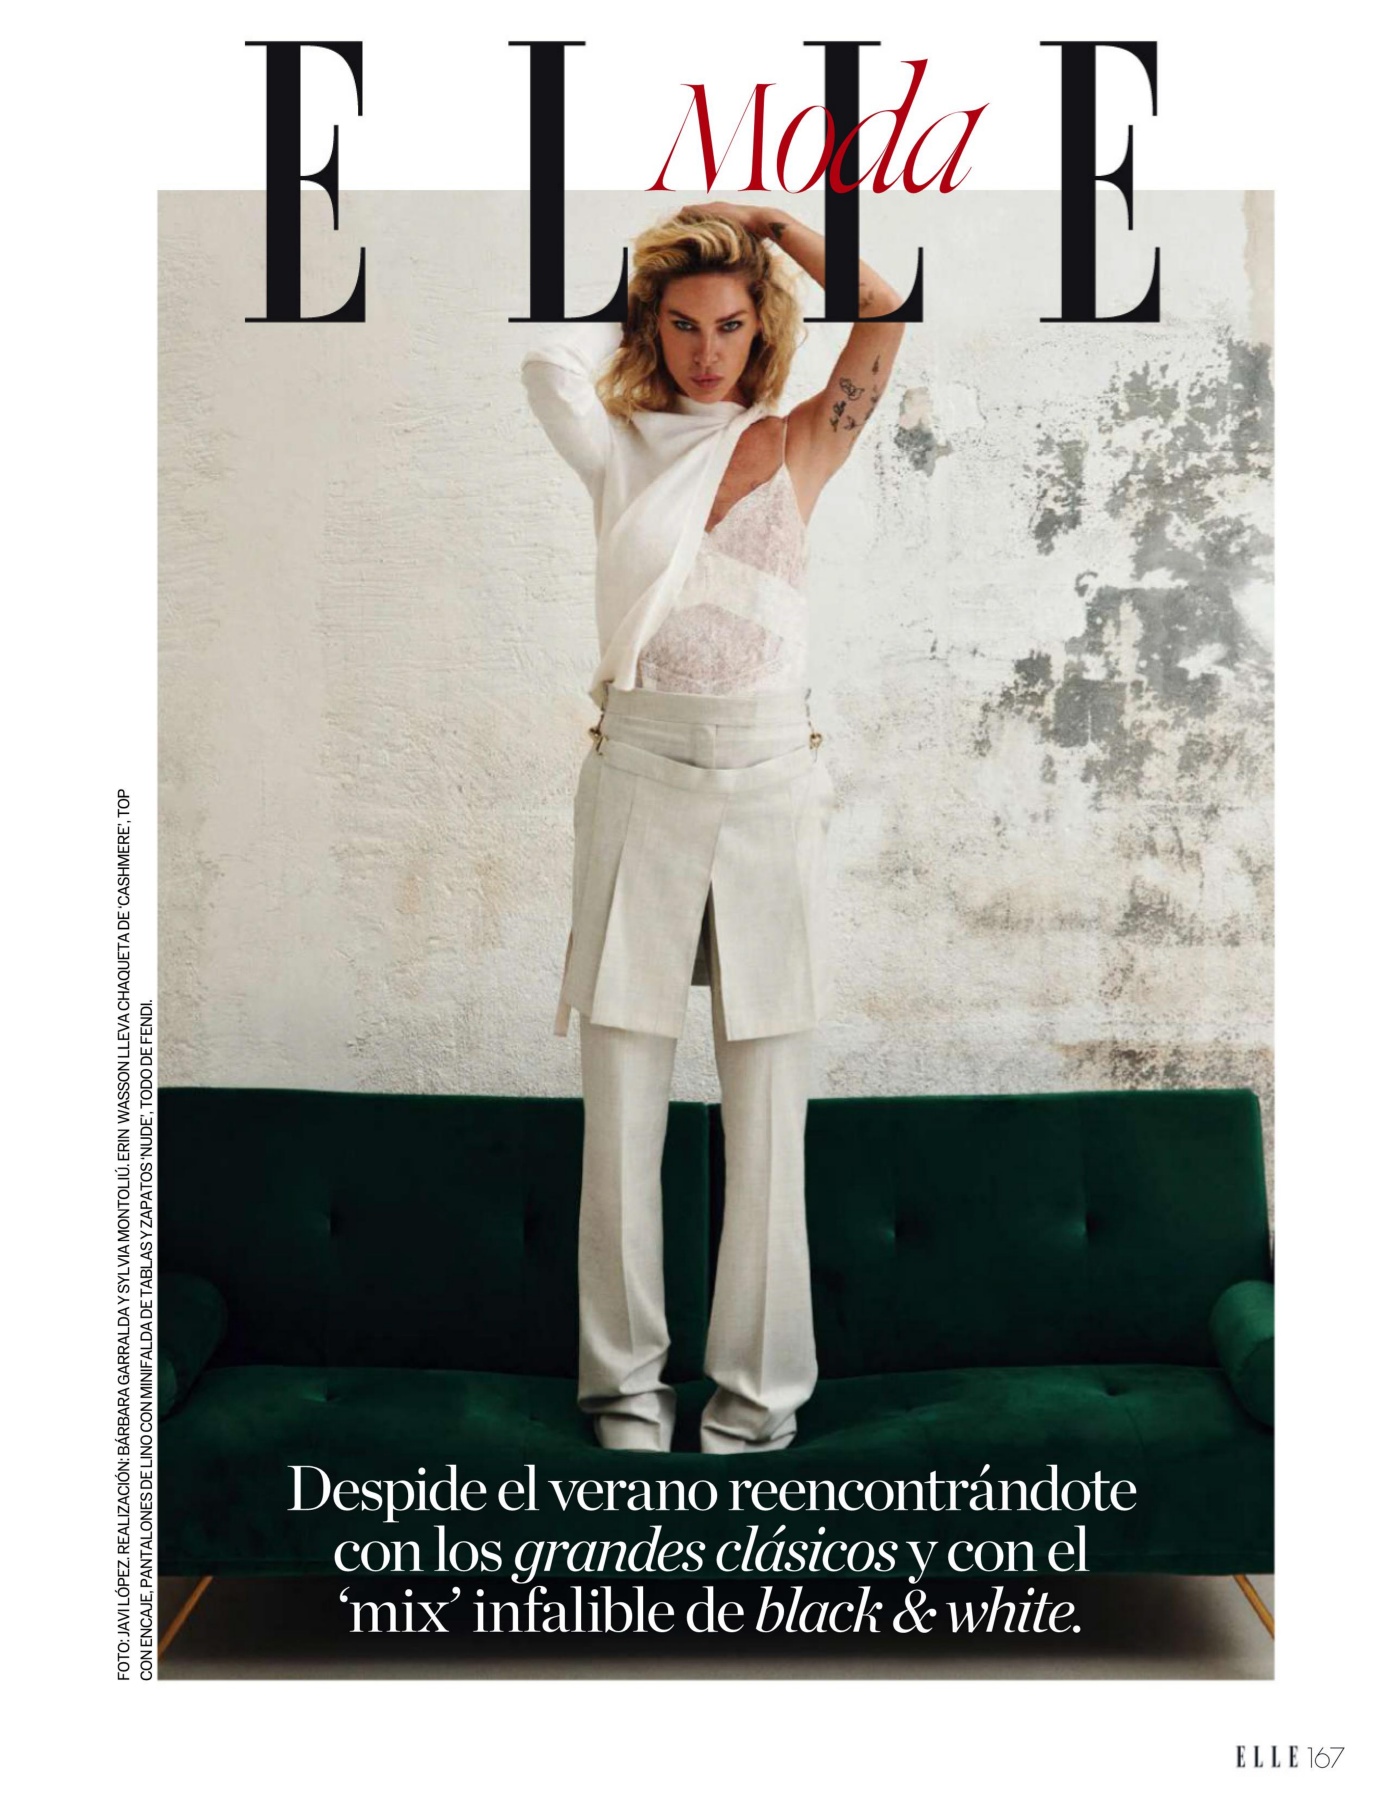 ELLE
Moda
FOTO: JAVI LÓPEZ. REALIZACIÓN: BÁRBARA GARRALDA Y SYLVIA MONTOLIÚ. ERIN WASSON LLEVA CHAQUETA DE 'CASHMERE', TOP
CON ENCAJE, PANTALONES DE LINO CON MINIFALDA DE TABLAS Y ZAPATOS 'NUDE', TODO DE FENDI.
Despide el verano reencontrándote
con los grandes clásicos y con el
‘mix’ infalible de black & white.
ELLE 167